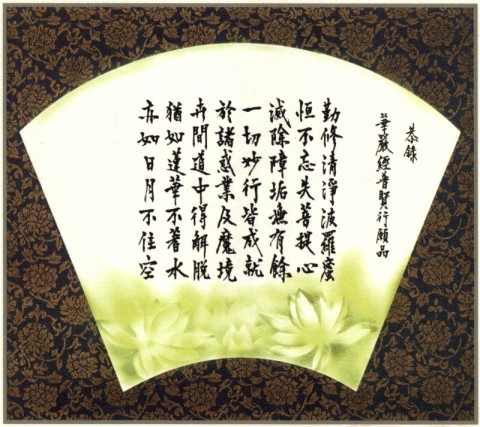 恭錄
華嚴經普賢行願品
勤修清淨波羅蜜
恒不忘失菩提心
滅除障垢無有餘
一切妙行皆成就
於諸惑業及魔境
卋間道中得解脫
猶如蓮華不著水
亦如日月不住空